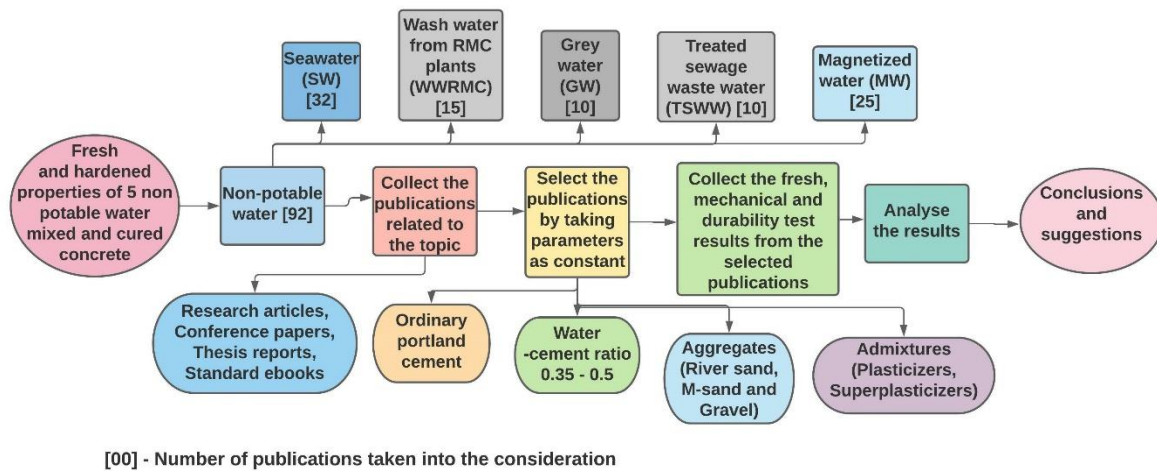 Seawater
(SW)
[32]
Wash water
from RMC
plants
(WWRMC)
[15]
Grey
water
(GW)
[10]
Treated
sewage
waste water
(TSWW) [10]
Magnetized
water (MW)
[25]
Fresh
and hardened
properties of 5 non
potable water
mixed and cured
concrete
Non-potable
water [92]
Collect the
publications
related to
the topic
Select the
publications
by taking
parameters
as constant
Collect the fresh,
mechanical and
durability test
results from the
selected
publications
Analyse
the results
Conclusions
and
suggestions
Research articles,
Conference papers,
Thesis reports,
Standard ebooks
Ordinary
portland
cement
Water
-cement ratio
0.35 - 0.5
Aggregates
(River sand,
M-sand and
Gravel)
Admixtures
(Plasticizers,
Superplasticizers)
[00] - Number of publications taken into the consideration